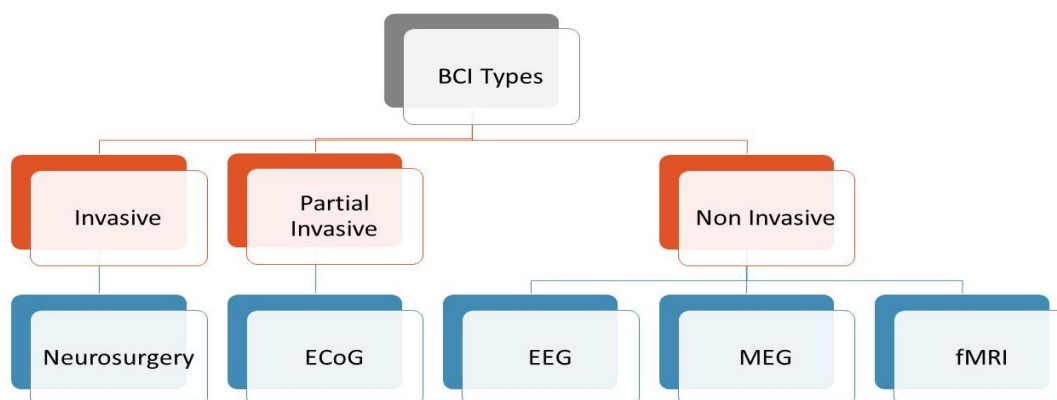 BCI Types
Invasive
Partial
Invasive
Non Invasive
Neurosurgery
ECoG
EEG
MEG
fMRI